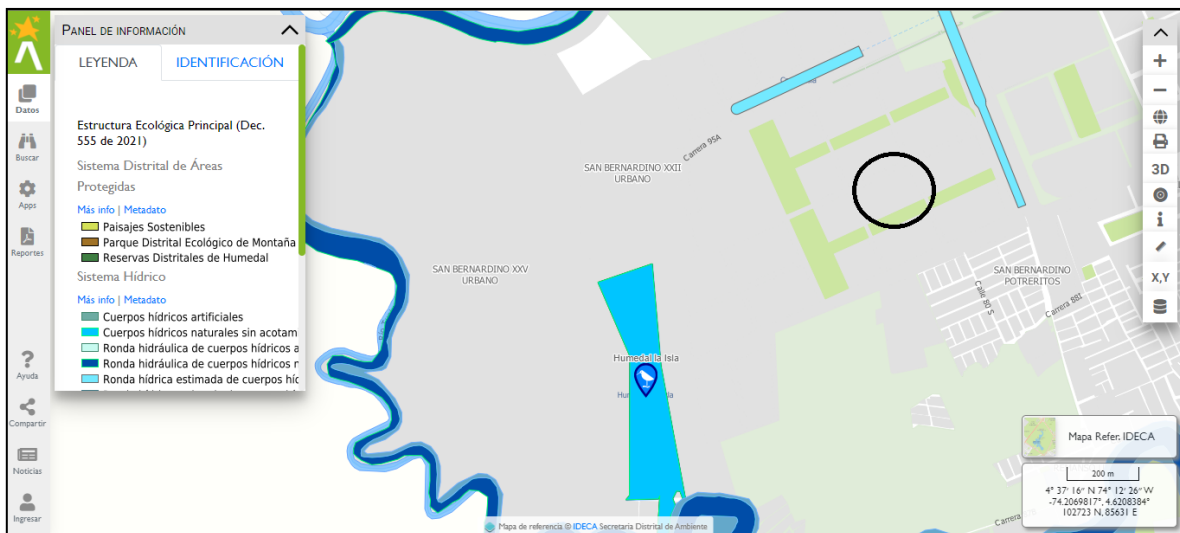 PANEL DE INFORMACIÓN
LEYENDA
IDENTIFICACIÓN
Estructura Ecológica Principal (Dec.
555 de 2021)
Sistema Distrital de Áreas
Protegidas
Más info | Metadato
Paisajes Sostenibles
Parque Distrital Ecológico de Montaña
Reservas Distritales de Humedal
Sistema Hídrico
Más info | Metadato
Cuerpos hídricos artificiales
Cuerpos hídricos naturales sin acotam
Ronda hidráulica de cuerpos hídricos a
Ronda hidráulica de cuerpos hídricos n
Ronda hídrica estimada de cuerpos híd
Datos
Buscar
Apps
Reportes
Ayuda
Compartir
Noticias
Ingresar
Carrera 95A
SAN BERNARDINO XXII
URBANO
SAN BERNARDINO XXV
URBANO
SAN BERNARDINO
POTRERITOS
Calle 80 S
Carrera 88I
Humedal la Isla
3D
X,Y
Mapa Refer. IDECA
200 m
4° 37' 16" N 74° 12' 26" W
-74.2069817°, 4.6208384°
102723 N, 85631 E
Carrera
Mapa de referencia © IDECA Secretaria Distrital de Ambiente